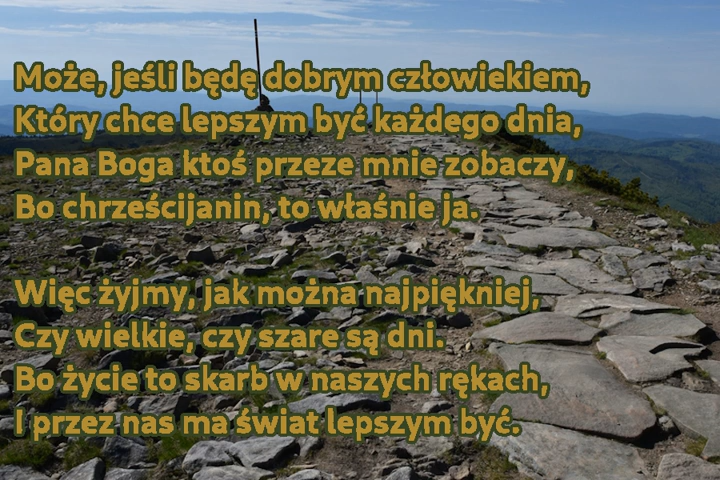 Może, jeśli będę dobrym człowiekiem,
Który chce lepszym być każdego dnia,
Pana Boga ktoś przeze mnie zobaczy,
Bo chrześcijanin, to właśnie ja.
Więc żyjmy, jak można najpiękniej,
Czy wielkie, czy szare są dni.
Bo życie to skarb w naszych rękach,
I przez nas ma świat lepszym być.